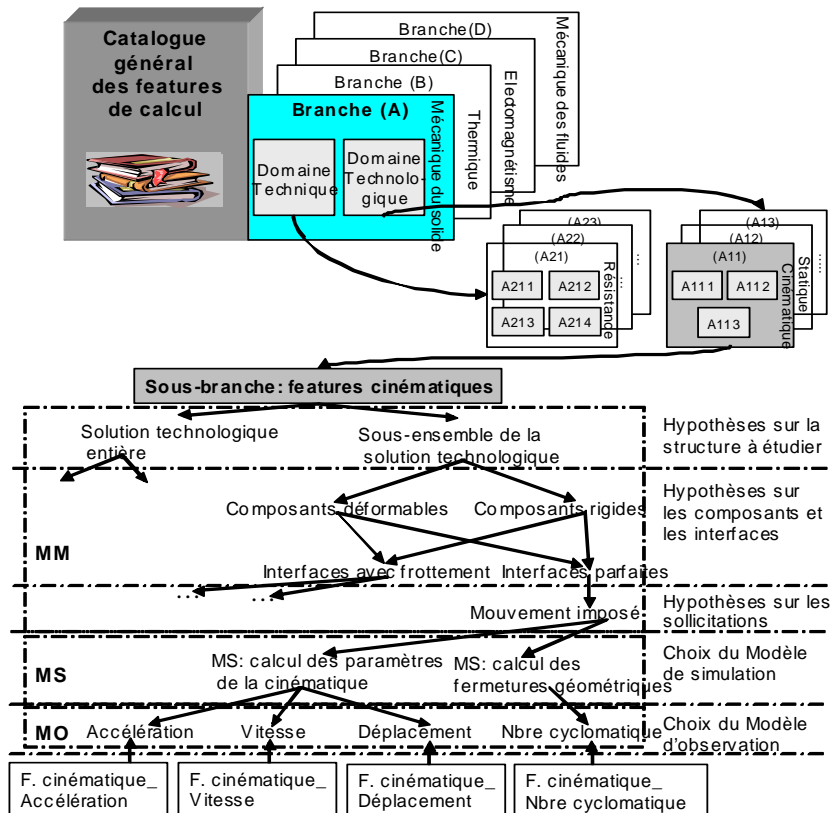 Catalogue
général
des features
de calcul
Branche(D)
Branche(C)
Branche (B)
Branche (A)
Mécanique du solide
Thermique
Electomagnétisme
Mécanique des fluides
Domaine
Technique
Domaine
Technolo-
gique
(A23)
(A22)
(A21)
Résistande
...
...
A211
A212
A213
A214
(A13)
(A12)
(A11)
Cinématique
Statique
.....
A111
A112
A113
Sous-branche: features cinématiques
Solution technologique
entière
Sous-ensemble de la
solution technologique
Hypothèses sur la
structure à étudier
Composants déformables
Composants rigides
Hypothèses sur
les composants et
les interfaces
MM
Interfaces avec frottement
Interfaces parfaites
...
...
Mouvement imposé
Hypothèses sur les
sollicitations
MS
MS: calcul des paramètres
de la cinématique
MS: calcul des
fermetures géométriques
Choix du Modèle
de simulation
MO
Accélération
Vitesse
Déplacement
Nbre cyclomatique
Choix du Modèle
d'observation
F. cinématique_
Accélération
F. cinématique_
Vitesse
F. cinématique_
Déplacement
F. cinématique_
Nbre cyclomatique